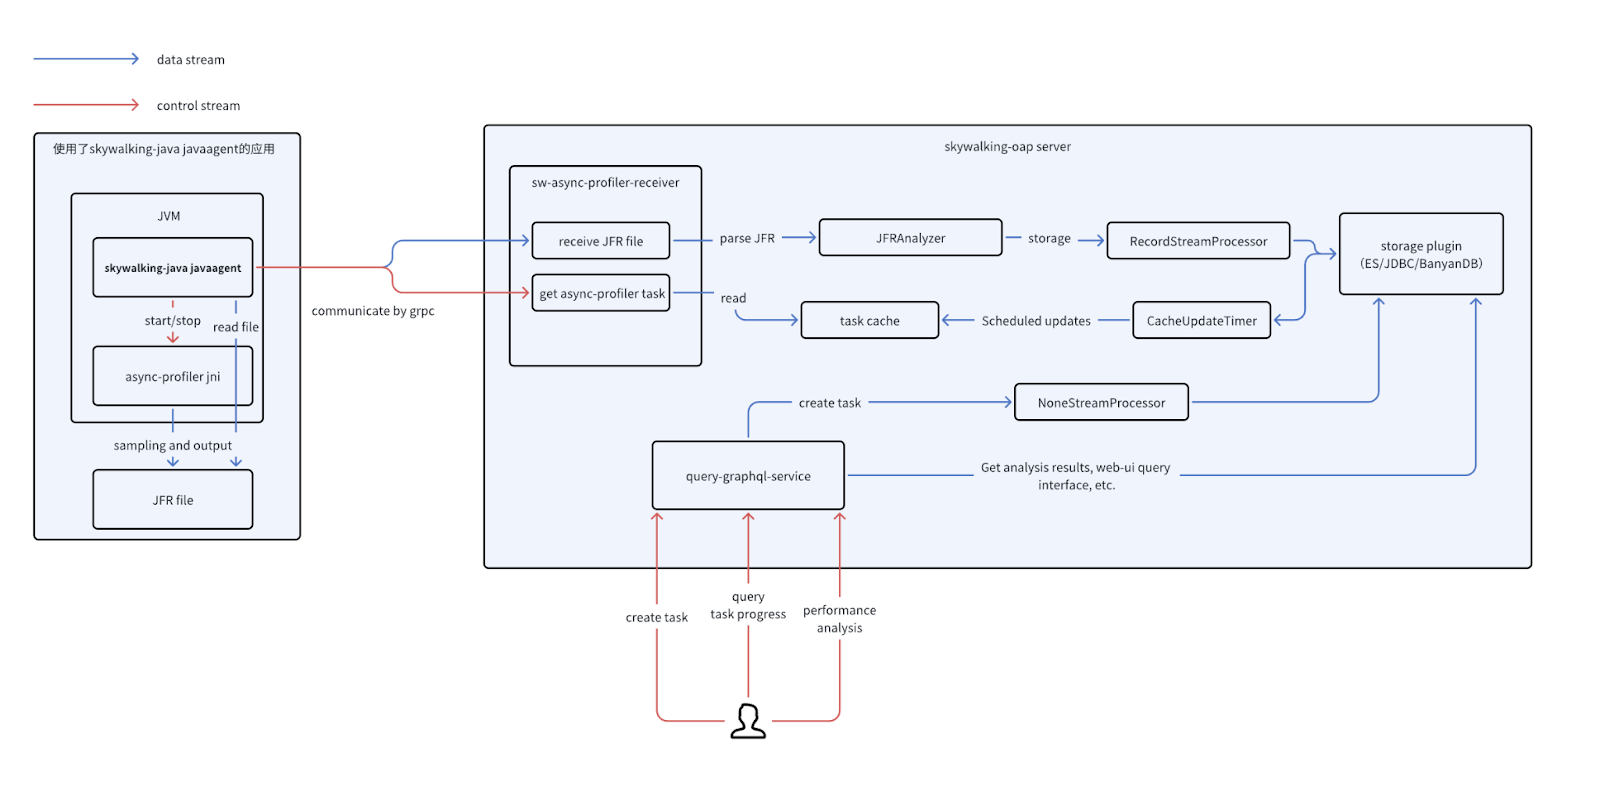 data stream
control stream
使用了skywalking-java javaagent的应用
JVM
skywalking-java javaagent
start/stop
read file
async-profiler jni
sampling and output
JFR file
communicate by grpc
skywalking-oap server
sw-async-profiler-receiver
receive JFR file
parse JFR
JFRAnalyzer
storage
RecordStreamProcessor
storage plugin
（ES/JDBC/BanyanDB）
get async-profiler task
read
task cache
Scheduled updates
CacheUpdateTimer
create task
NoneStreamProcessor
query-graphql-service
Get analysis results, web-ui query
interface, etc.
create task
query
task progress
performance
analysis